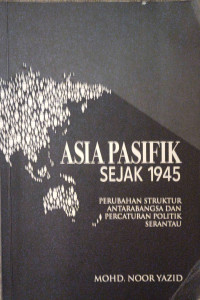 ASIA PASIFIK
SEJAK 1945
PERUBAHAN STRUKTUR
ANTARABANGSA DAN
PERCATURAN POLITIK
SERANTAU
MOHD. NOOR YAZID